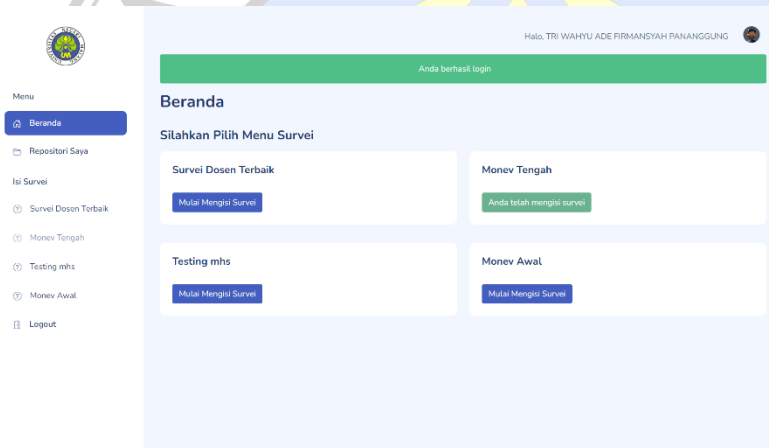 Halo, TRI WAHYU ADE FIRMANSYAH PANANGGUNG
Anda berhasil login
Menu
Beranda
Repositori Saya
Isi Survei
Survei Dosen Terbaik
Monev Tengah
Testing mhs
Monev Awal
Logout
Beranda
Silahkan Pilih Menu Survei
Survei Dosen Terbaik
Mulai Mengisi Survei
Monev Tengah
Anda telah mengisi survei
Testing mhs
Mulai Mengisi Survei
Monev Awal
Mulai Mengisi Survei